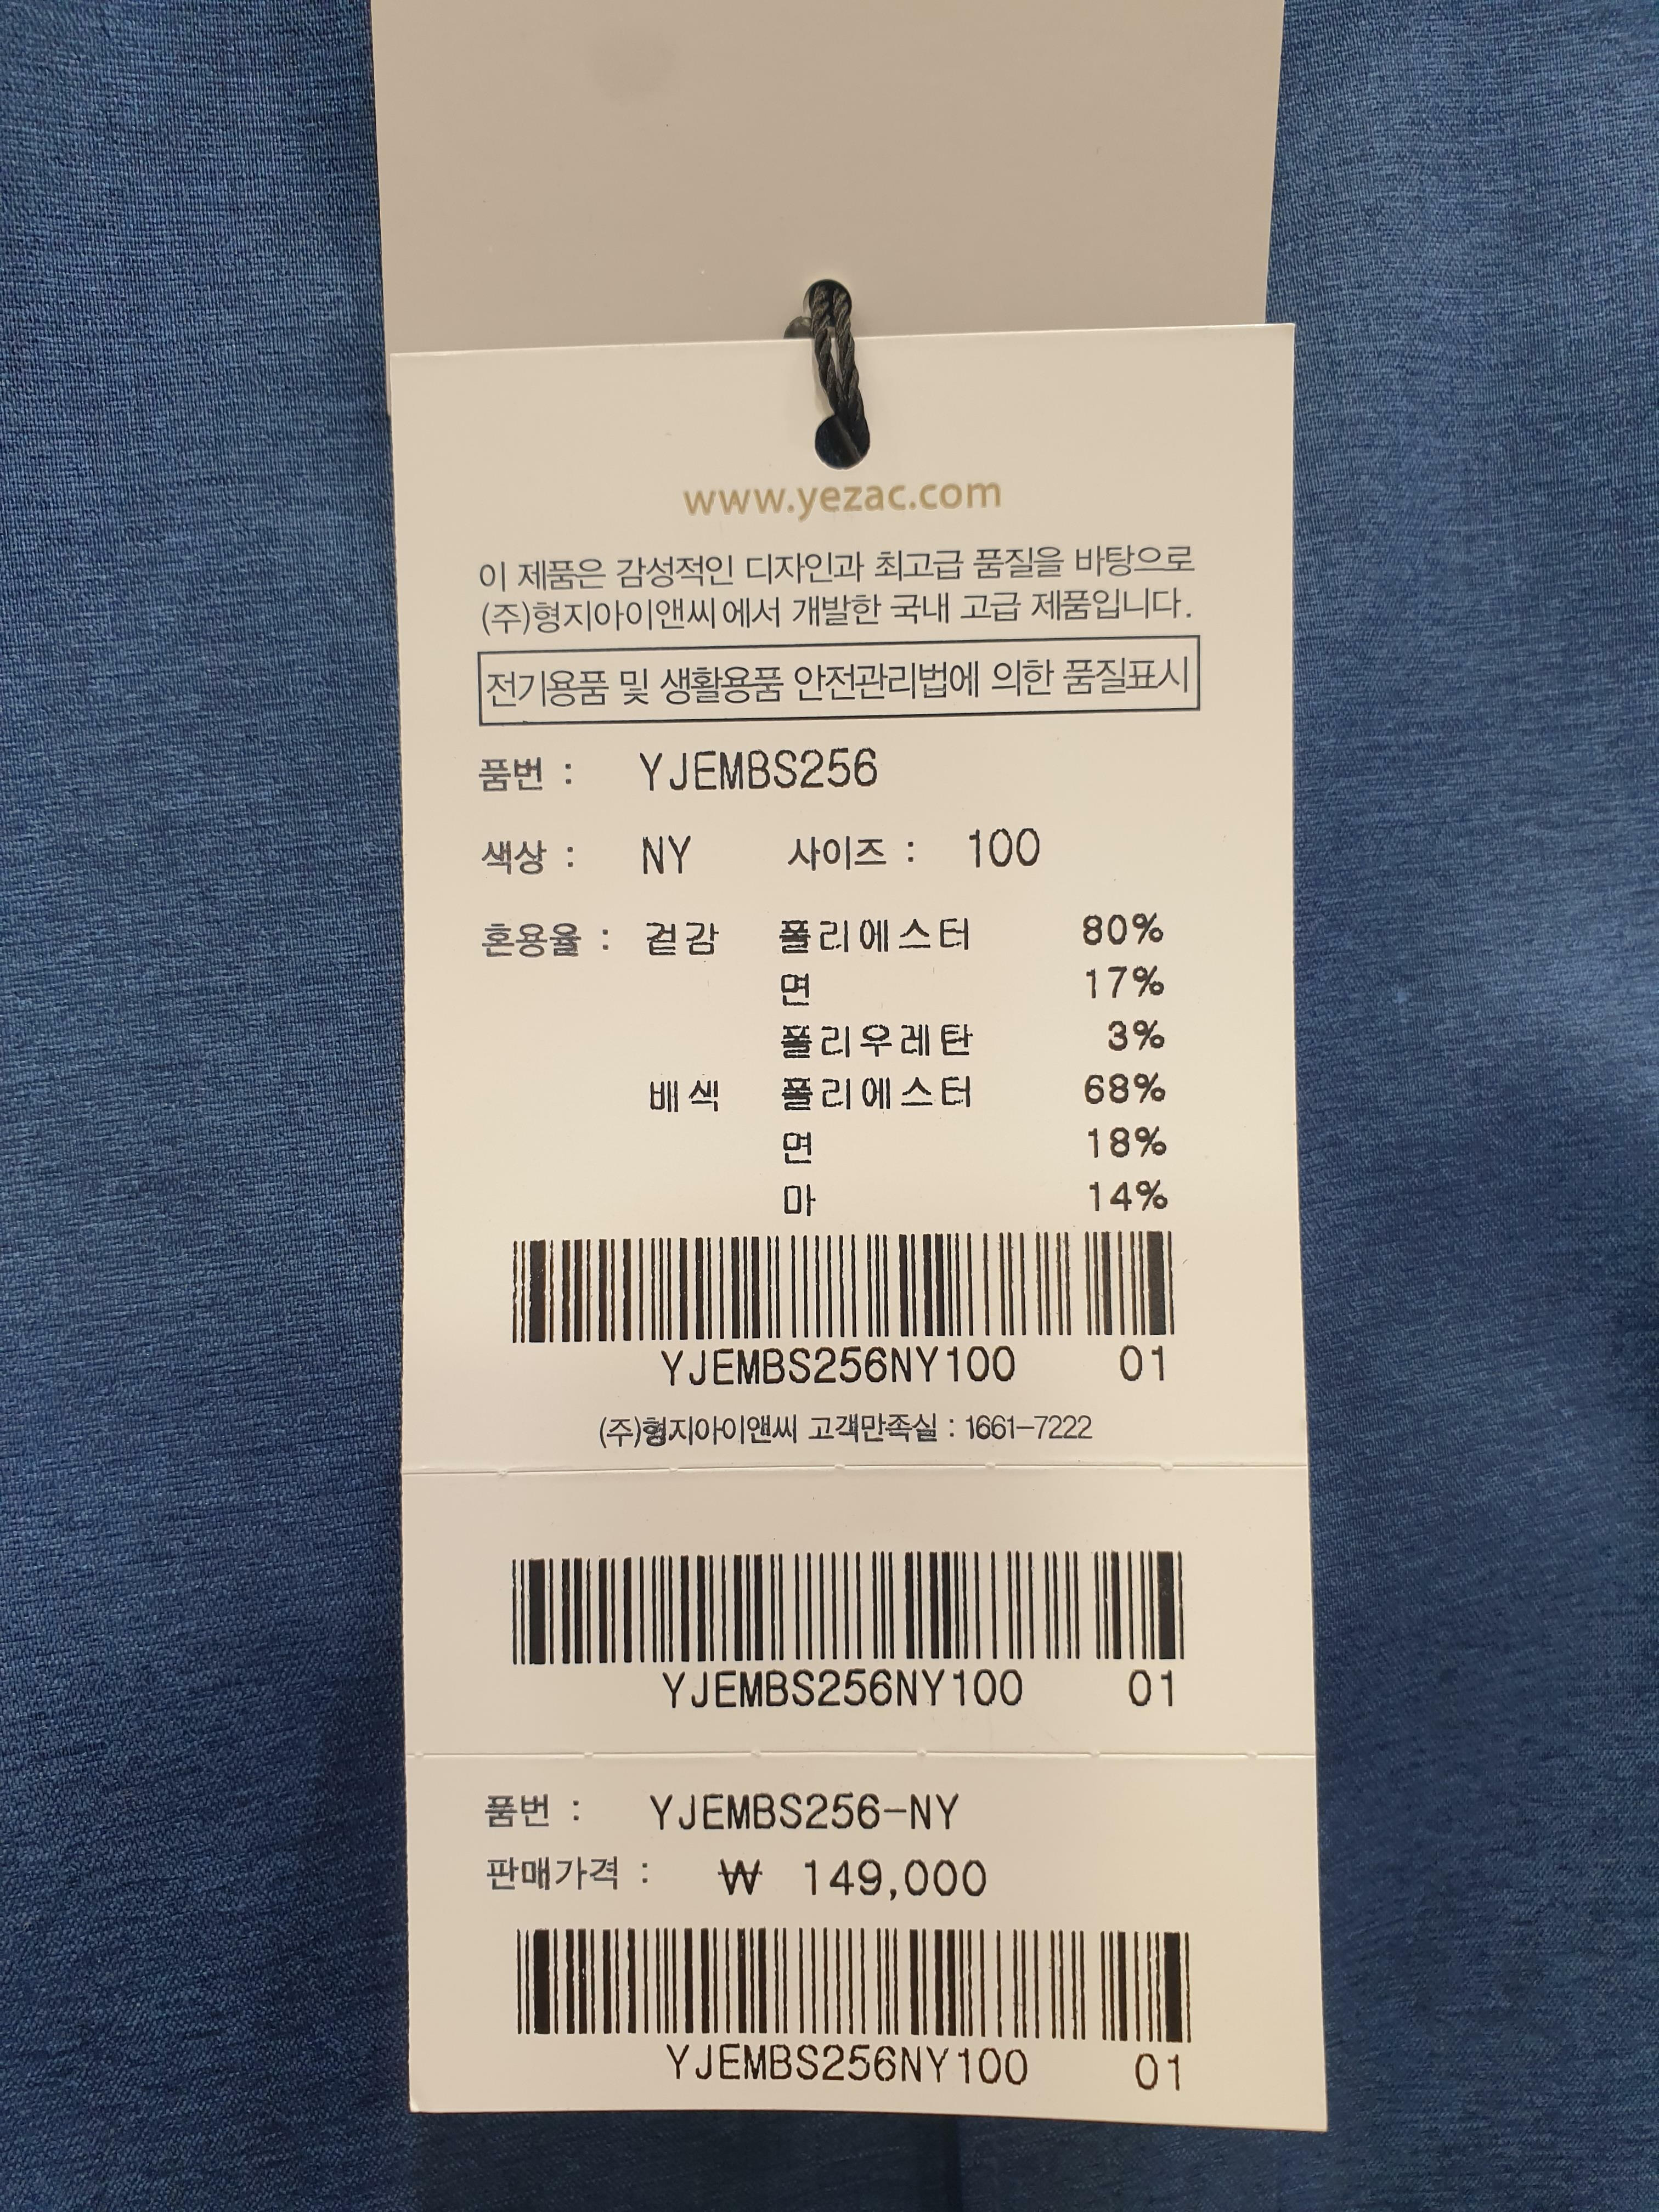 www.yezac.com
이 제품은 감성적인 디자인과 최고급 품질을 바탕으로
(주)형지아이앤씨에서 개발한 국내 고급 제품입니다.
전기용품 및 생활용품 안전관리법에 의한 품질표시
품번 : YJEMBS256
색상 : NY 사이즈 : 100
혼용율 : 겉감 폴리에스터 80%
면 17%
폴리우레탄 3%
배색 폴리에스터 68%
면 18%
마 14%
YJEMBS256NY100 01
(주)형지아이앤씨 고객만족실 : 1661-7222
YJEMBS256NY100 01
품번 : YJEMBS256-NY
판매가격 : ₩ 149,000
YJEMBS256NY100 01